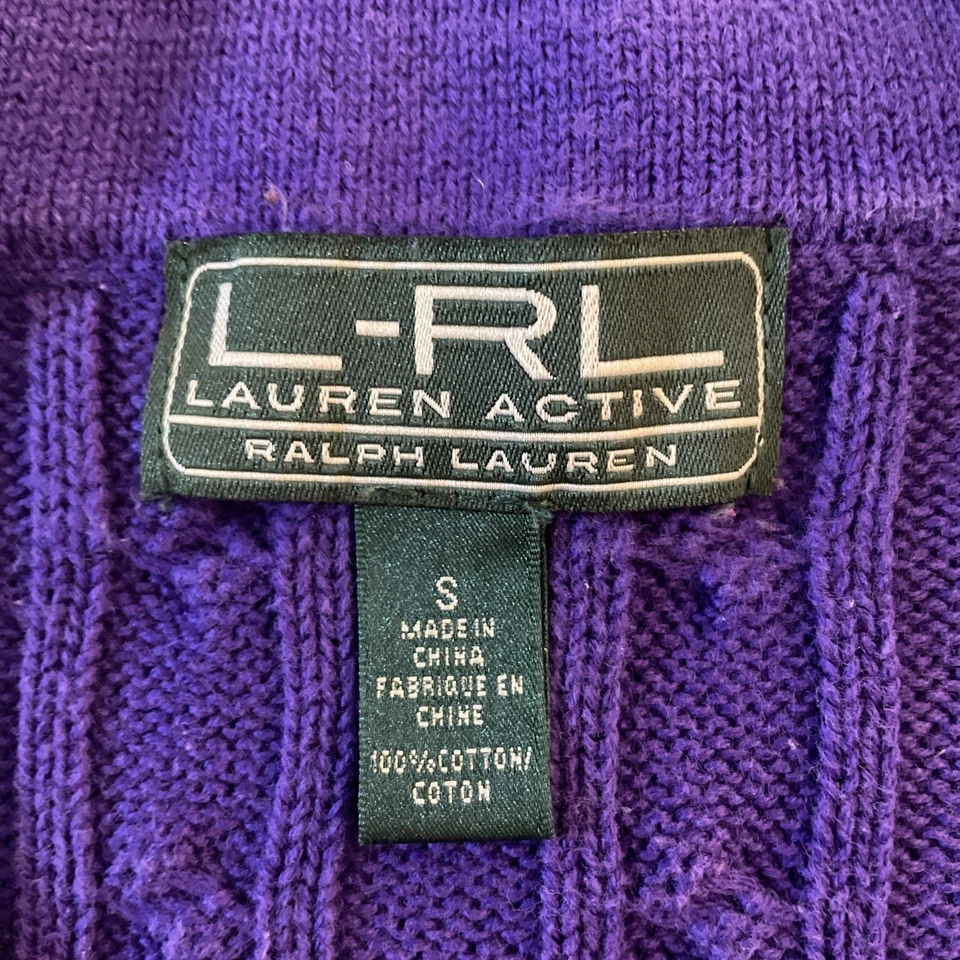 L-RL
LAUREN ACTIVE
RALPH LAUREN
S
MADE IN
CHINA
FABRIQUE EN
CHINE
100%COTTON/
COTON